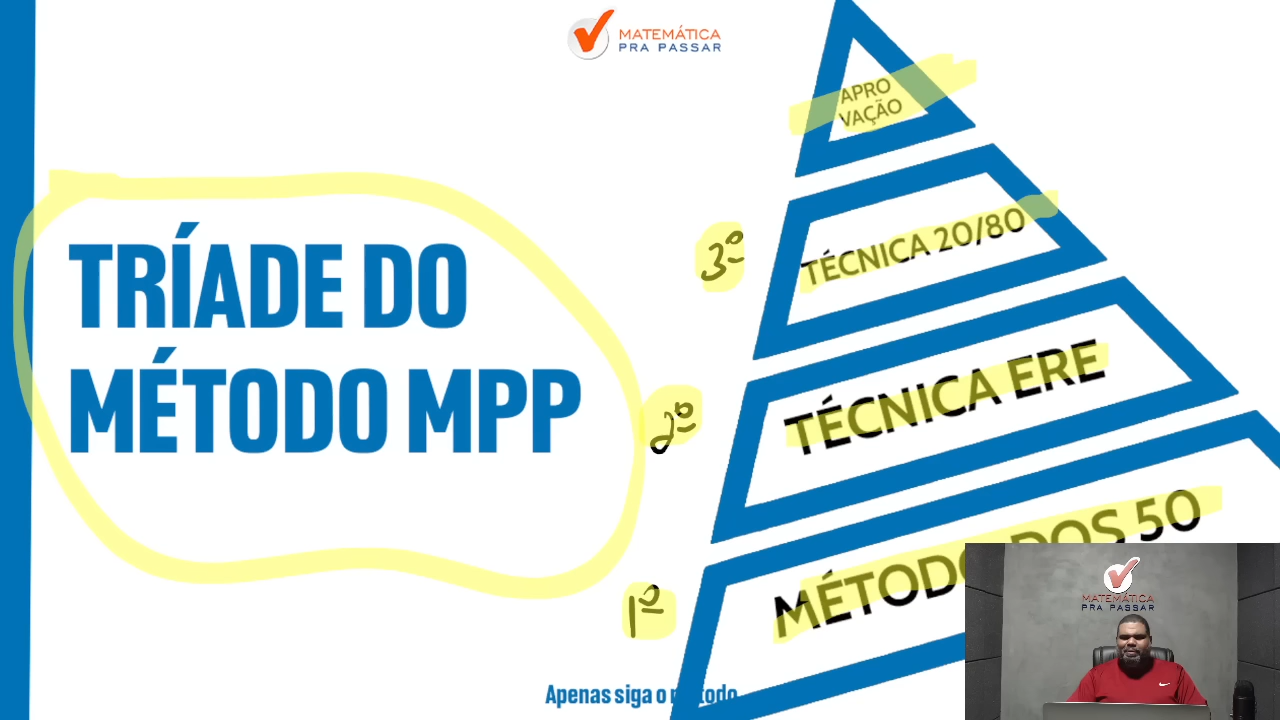 MATEMÁTICA
PRA PASSAR
APRO
VAÇÃO
TRÍADE DO
MÉTODO MPP
3º
TÉCNICA 20/80
2º
TÉCNICA ERE
1º
MÉTODO DOS 50
Apenas siga o método
MATEMÁTICA
PRA PASSAR